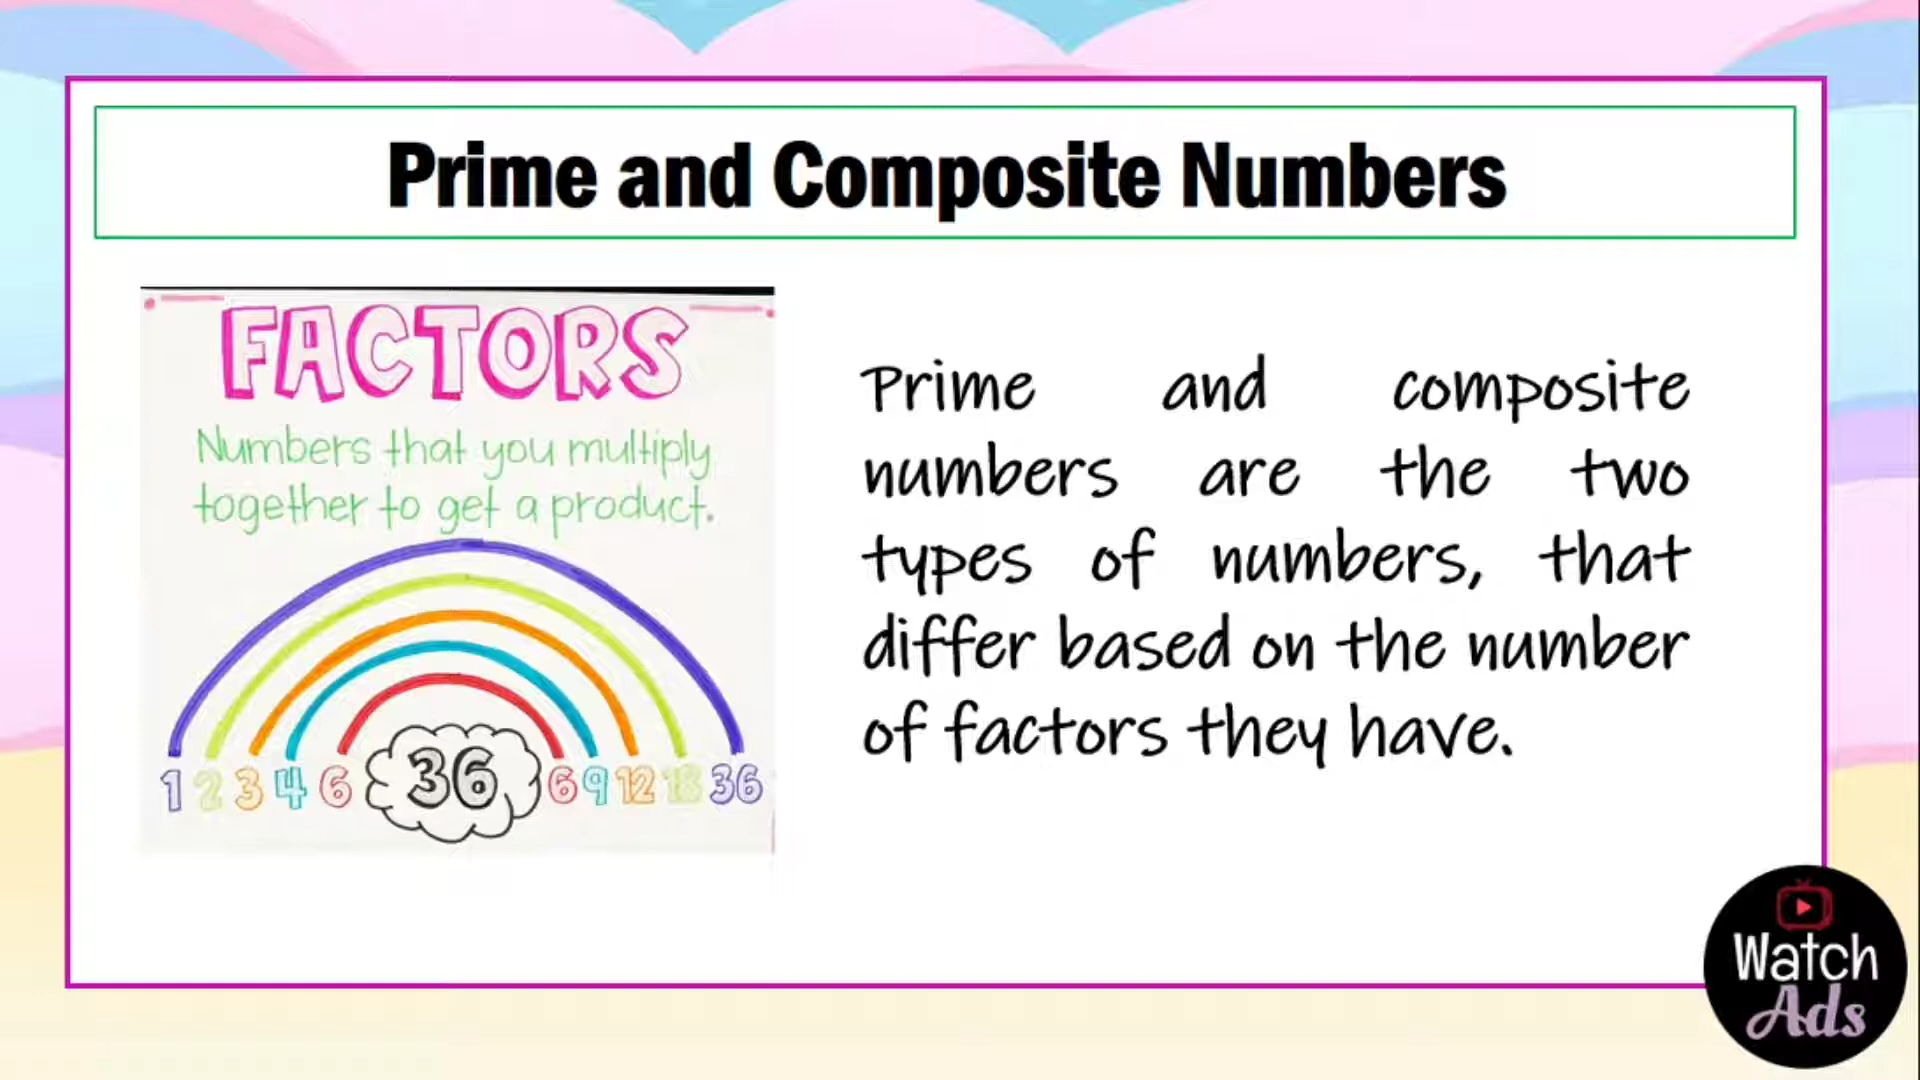 Prime and Composite Numbers
FACTORS
Numbers that you multiply
together to get a product.
1 2 3 4 6 36 6 9 12 18 36
Prime and composite
numbers are the two
types of numbers, that
differ based on the number
of factors they have.
Watch
Ads